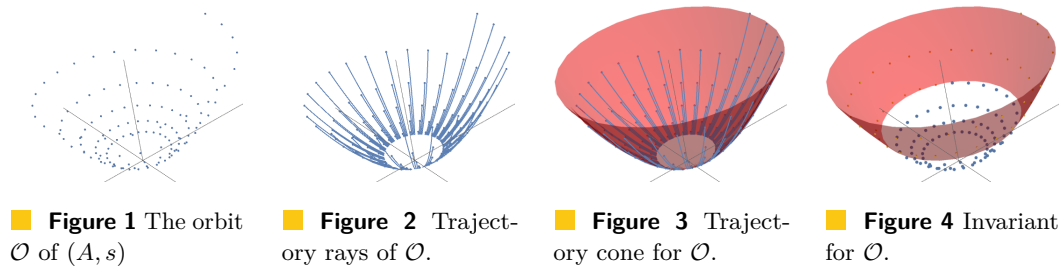 Figure 1 The orbit
𝒪 of (A, s)
Figure 2 Traject-
ory rays of 𝒪.
Figure 3 Traject-
ory cone for 𝒪.
Figure 4 Invariant
for 𝒪.